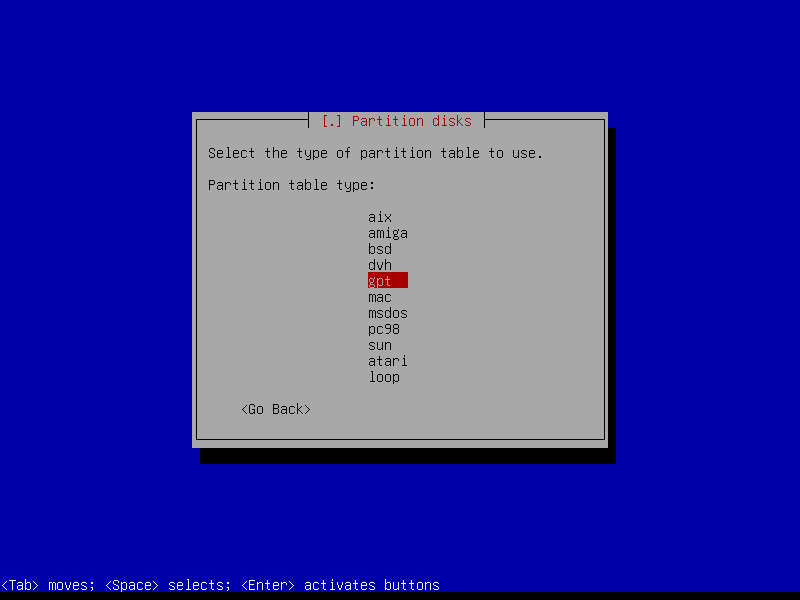 [.] Partition disks
Select the type of partition table to use.
Partition table type:
aix
amiga
bsd
dvh
gpt
mac
msdos
pc98
sun
atari
loop
<Go Back>
<Tab> moves; <Space> selects; <Enter> activates buttons